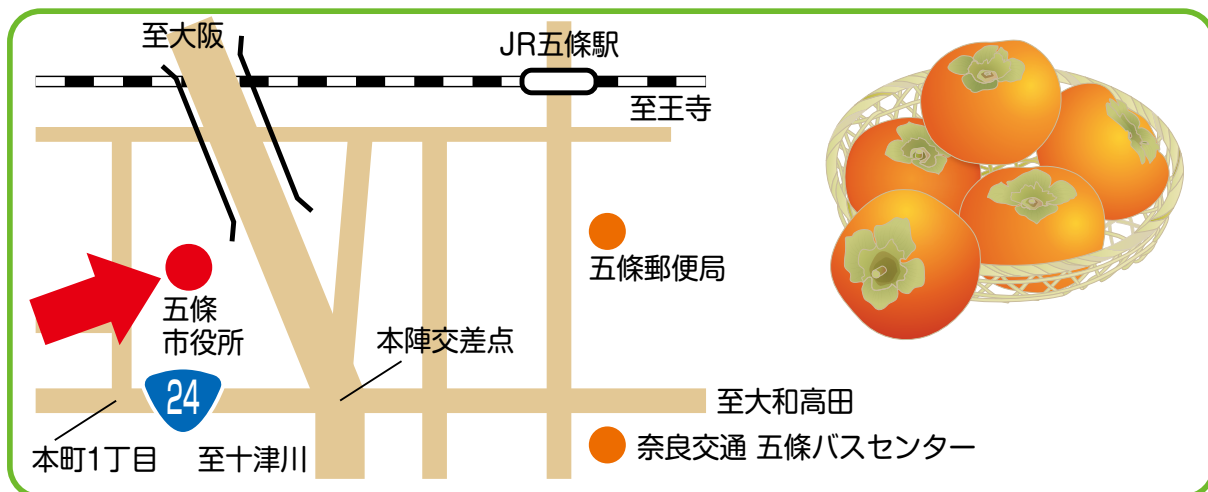 至大阪
JR五條駅
至王寺
五條郵便局
五條
市役所
本陣交差点
24
至大和高田
本町1丁目
至十津川
奈良交通 五條バスセンター